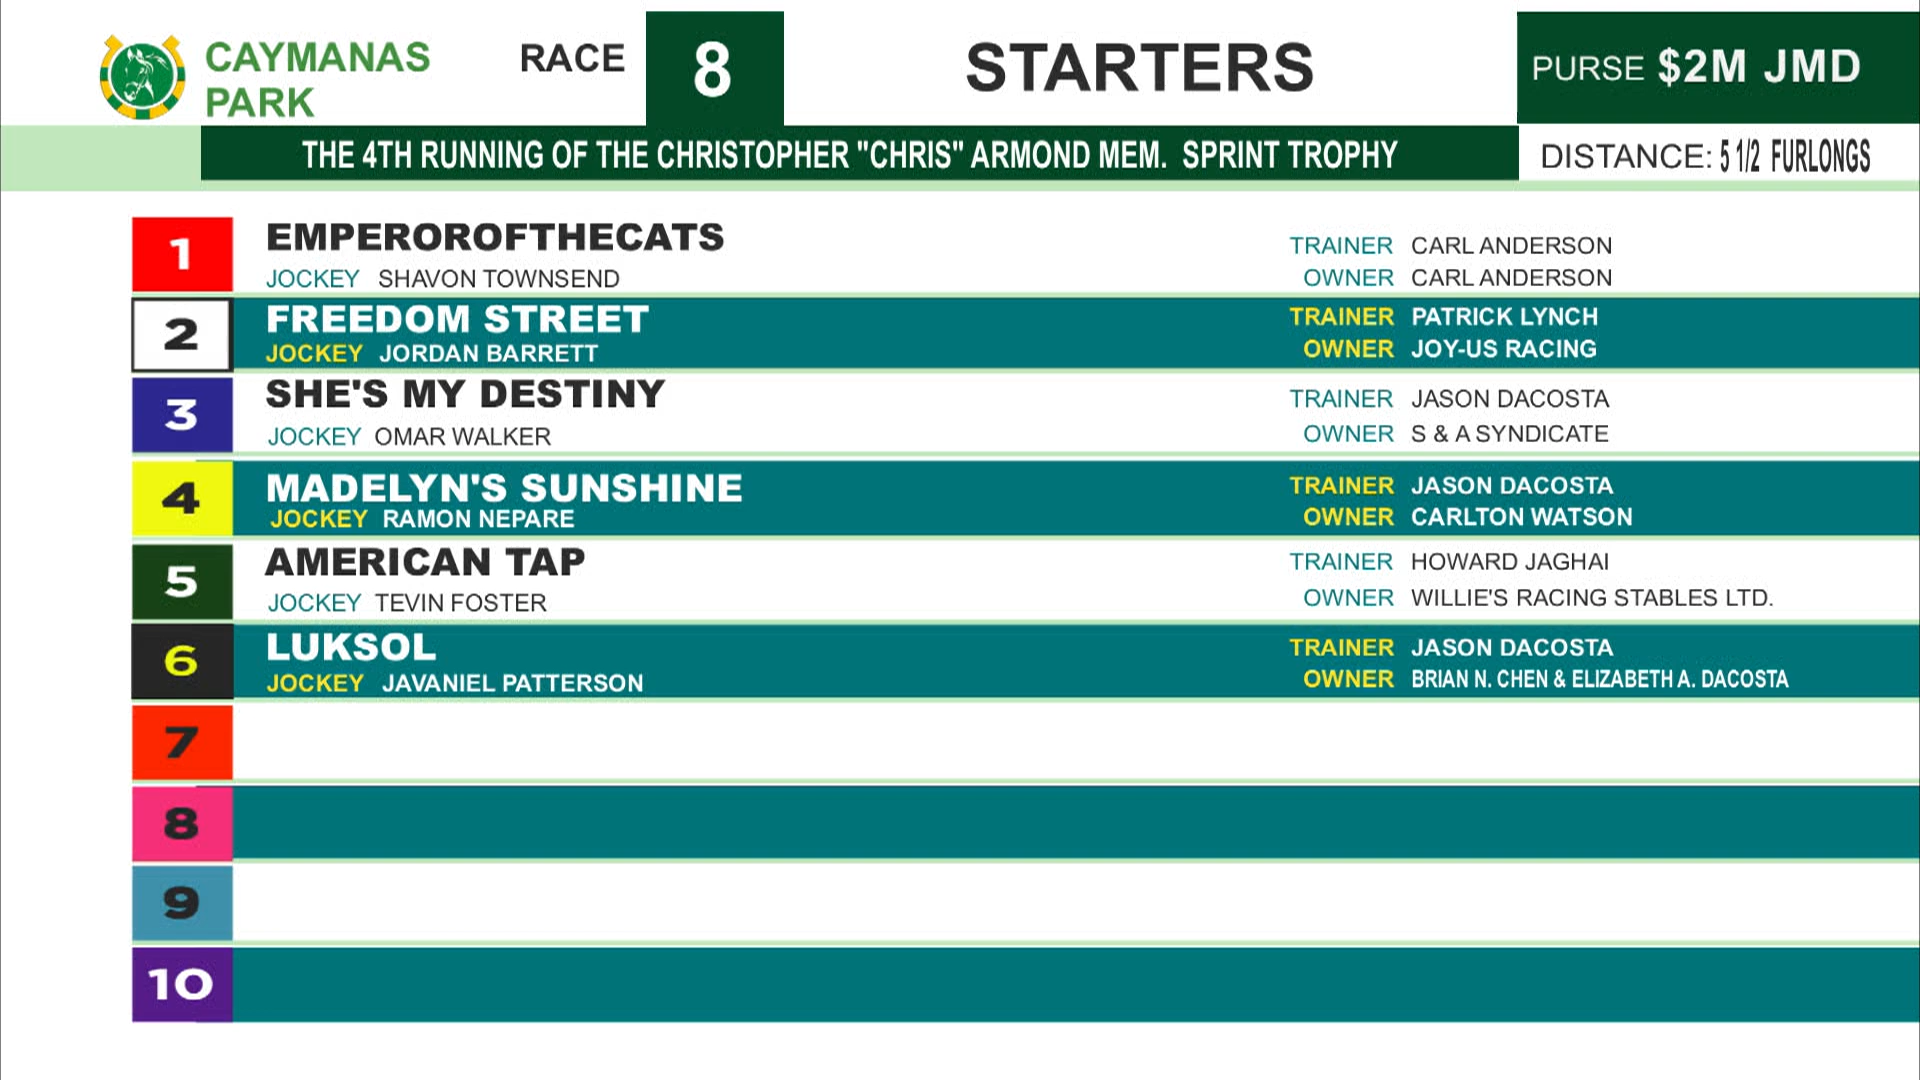 CAYMANAS PARK
RACE 8
STARTERS
PURSE $2M JMD
THE 4TH RUNNING OF THE CHRISTOPHER "CHRIS" ARMOND MEM. SPRINT TROPHY
DISTANCE: 5 1/2 FURLONGS
1 EMPEROROFTHECATS
JOCKEY SHAVON TOWNSEND
TRAINER CARL ANDERSON
OWNER CARL ANDERSON
2 FREEDOM STREET
JOCKEY JORDAN BARRETT
TRAINER PATRICK LYNCH
OWNER JOY-US RACING
3 SHE'S MY DESTINY
JOCKEY OMAR WALKER
TRAINER JASON DACOSTA
OWNER S & A SYNDICATE
4 MADELYN'S SUNSHINE
JOCKEY RAMON NEPARE
TRAINER JASON DACOSTA
OWNER CARLTON WATSON
5 AMERICAN TAP
JOCKEY TEVIN FOSTER
TRAINER HOWARD JAGHAI
OWNER WILLIE'S RACING STABLES LTD.
6 LUKSOL
JOCKEY JAVANIEL PATTERSON
TRAINER JASON DACOSTA
OWNER BRIAN N. CHEN & ELIZABETH A. DACOSTA
7
8
9
10